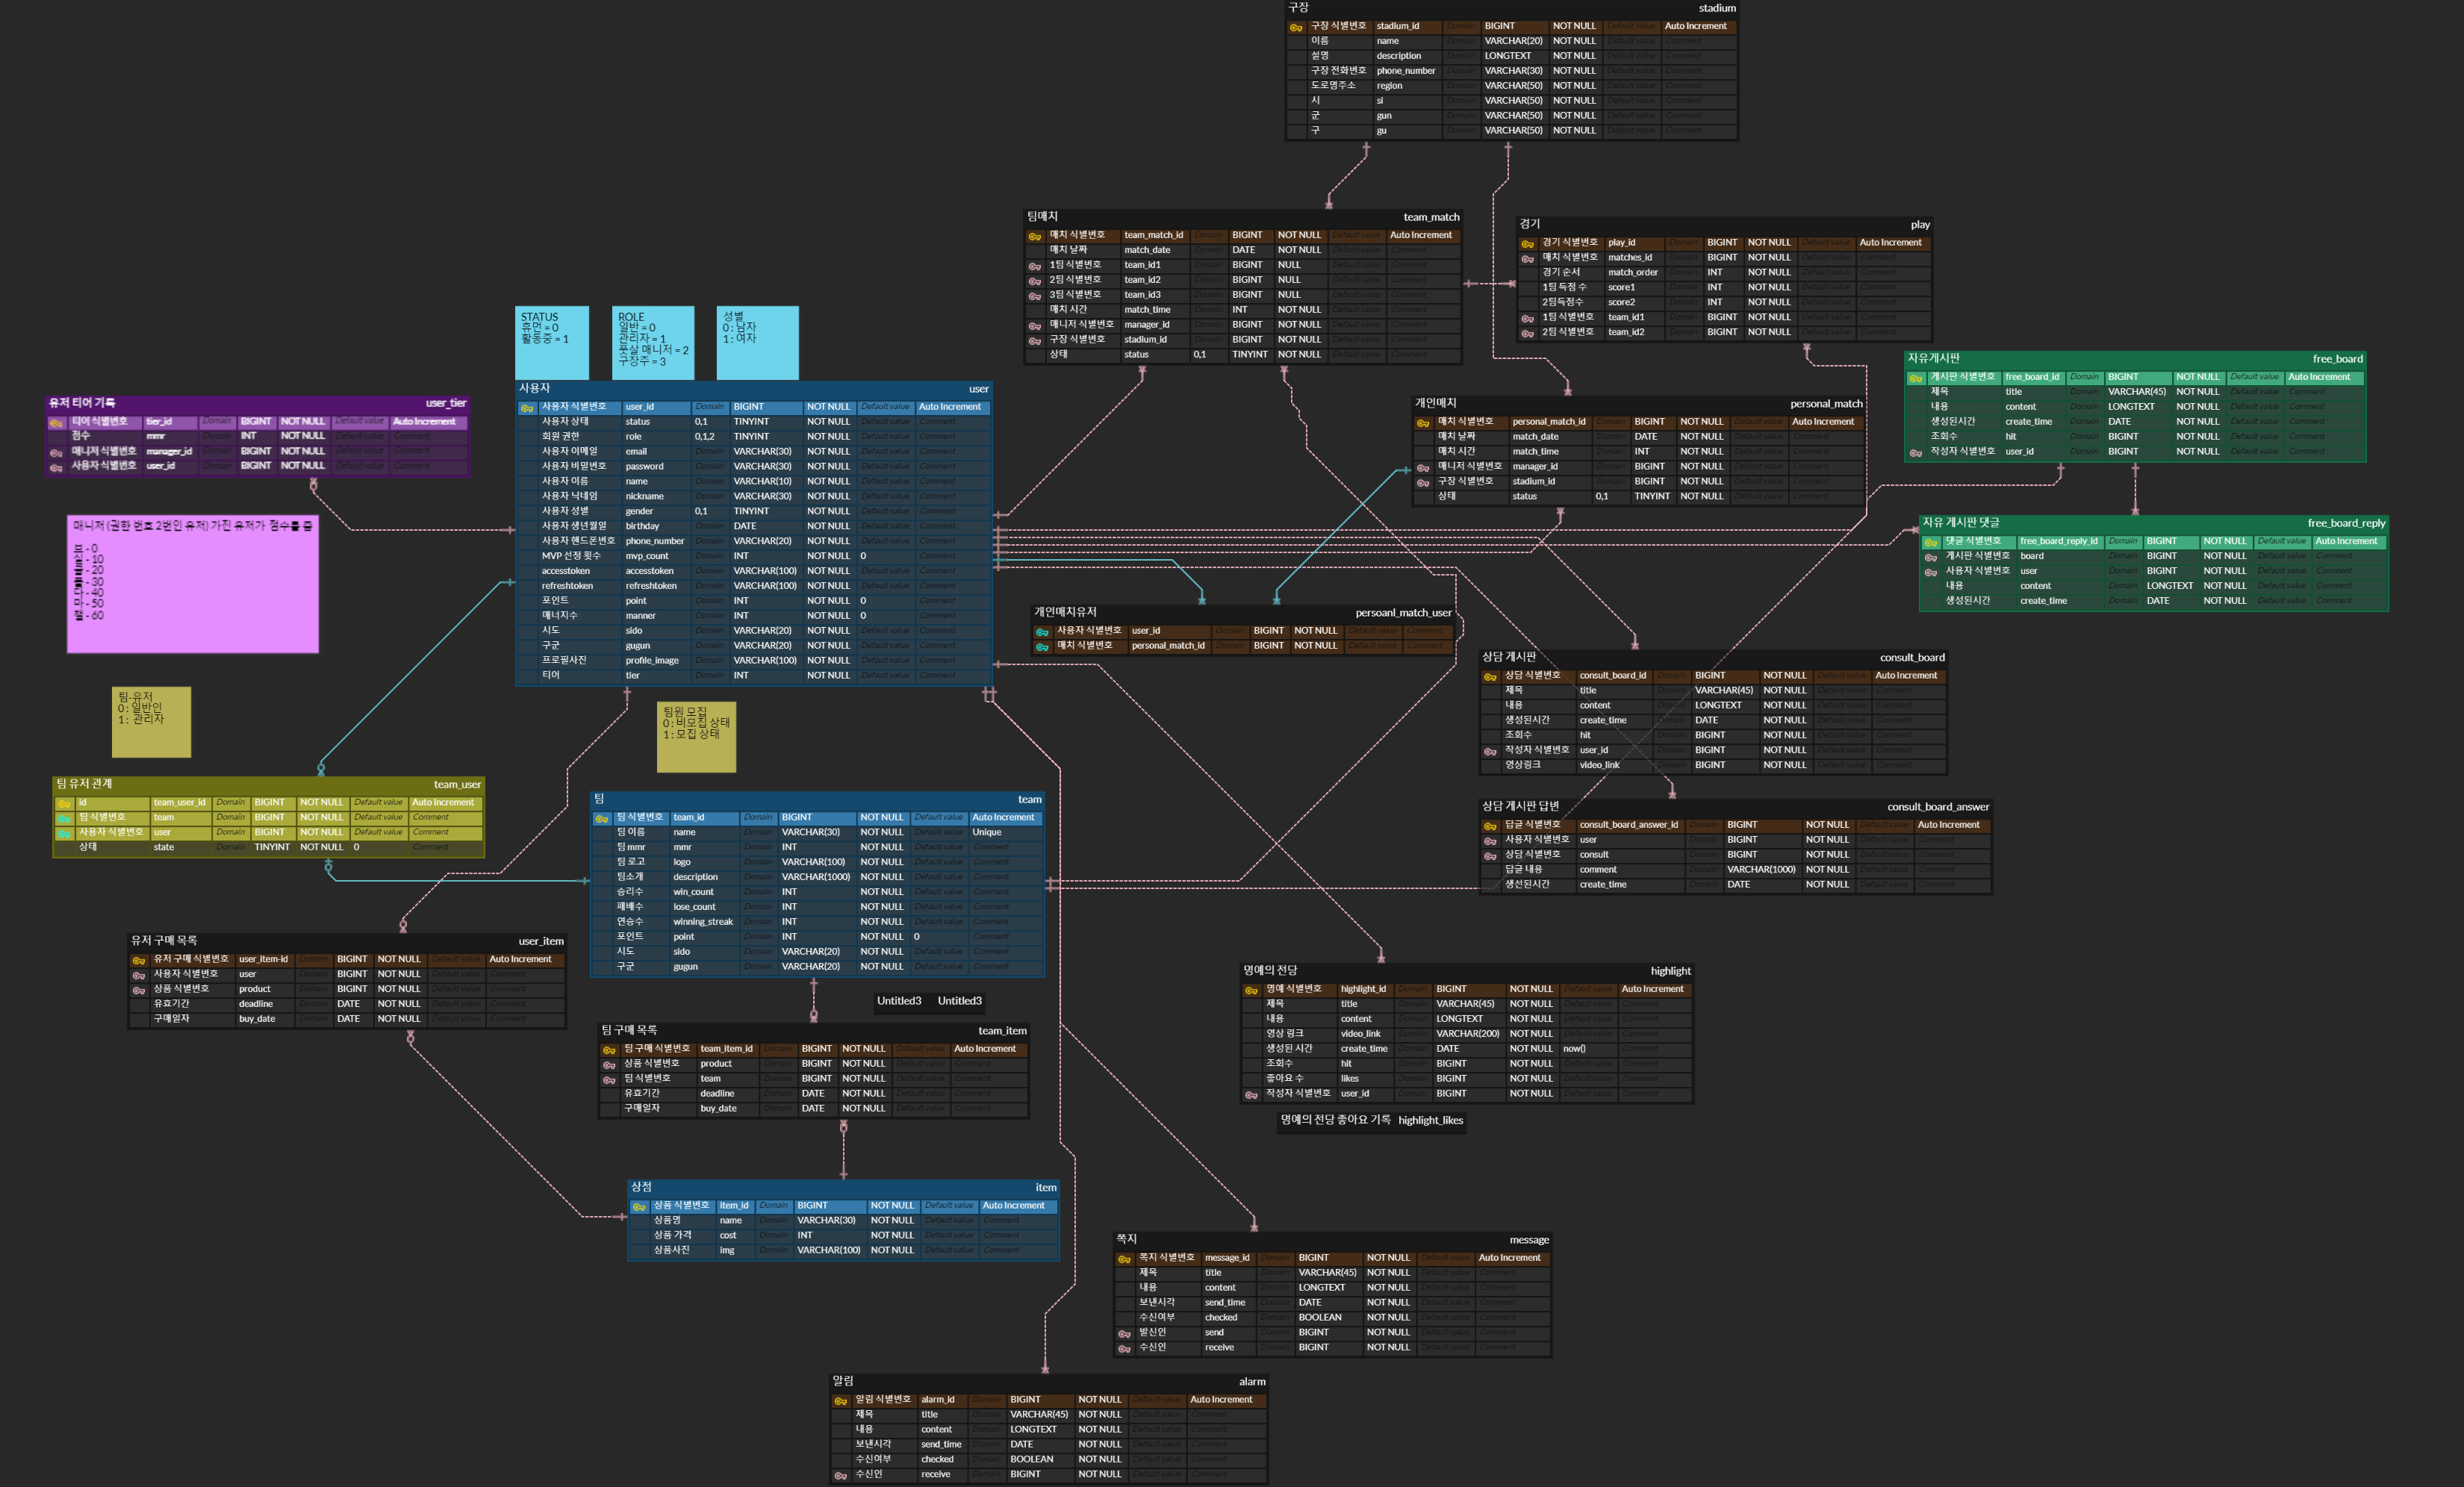 구장 stadium
구장 식별번호 stadium_id Domain BIGINT NOT NULL Default value Auto Increment
이름 name Domain VARCHAR(20) NOT NULL Default value Comment
설명 description Domain LONGTEXT NOT NULL Default value Comment
구장 전화번호 phone_number Domain VARCHAR(30) NOT NULL Default value Comment
도로명주소 region Domain VARCHAR(50) NOT NULL Default value Comment
시 si Domain VARCHAR(50) NOT NULL Default value Comment
군 gun Domain VARCHAR(50) NOT NULL Default value Comment
구 gu Domain VARCHAR(50) NOT NULL Default value Comment
팀매치 team_match
매치 식별번호 team_match_id Domain BIGINT NOT NULL Default value Auto Increment
매치 날짜 match_date Domain DATE NOT NULL Default value Comment
1팀 식별번호 team_id1 Domain BIGINT NULL Default value Comment
2팀 식별번호 team_id2 Domain BIGINT NULL Default value Comment
3팀 식별번호 team_id3 Domain BIGINT NULL Default value Comment
매치 시간 match_time Domain INT NOT NULL Default value Comment
매니저 식별번호 manager_id Domain BIGINT NOT NULL Default value Comment
구장 식별번호 stadium_id Domain BIGINT NOT NULL Default value Comment
상태 status 0,1 TINYINT NOT NULL Default value Comment
경기 play
경기 식별번호 play_id Domain BIGINT NOT NULL Default value Auto Increment
매치 식별번호 matches_id Domain BIGINT NOT NULL Default value Comment
경기 순서 match_order Domain INT NOT NULL Default value Comment
1팀 득점 수 score1 Domain INT NOT NULL Default value Comment
2팀득점수 score2 Domain INT NOT NULL Default value Comment
1팀 식별번호 team_id1 Domain BIGINT NOT NULL Default value Comment
2팀 식별번호 team_id2 Domain BIGINT NOT NULL Default value Comment
STATUS
휴먼 = 0
활동중 = 1
ROLE
일반 = 0
관리자 = 1
풋살 매니저 = 2
구장주 = 3
성별
0 : 남자
1 : 여자
자유게시판 free_board
게시판 식별번호 free_board_id Domain BIGINT NOT NULL Default value Auto Increment
제목 title Domain VARCHAR(45) NOT NULL Default value Comment
내용 content Domain LONGTEXT NOT NULL Default value Comment
생성된시간 create_time Domain DATE NOT NULL Default value Comment
조회수 hit Domain BIGINT NOT NULL Default value Comment
작성자 식별번호 user_id Domain BIGINT NOT NULL Default value Comment
유저 티어 기록 user_tier
티어 식별번호 tier_id Domain BIGINT NOT NULL Default value Auto Increment
점수 mmr Domain INT NOT NULL Default value Comment
매니저 식별번호 manager_id Domain BIGINT NOT NULL Default value Comment
사용자 식별번호 user_id Domain BIGINT NOT NULL Default value Comment
사용자 user
사용자 식별번호 user_id Domain BIGINT NOT NULL Default value Auto Increment
사용자 상태 status 0,1 TINYINT NOT NULL Default value Comment
회원 권한 role 0,1,2 TINYINT NOT NULL Default value Comment
사용자 이메일 email Domain VARCHAR(30) NOT NULL Default value Comment
사용자 비밀번호 password Domain VARCHAR(30) NOT NULL Default value Comment
사용자 이름 name Domain VARCHAR(10) NOT NULL Default value Comment
사용자 닉네임 nickname Domain VARCHAR(30) NOT NULL Default value Comment
사용자 성별 gender 0,1 TINYINT NOT NULL Default value Comment
사용자 생년월일 birthday Domain DATE NOT NULL Default value Comment
사용자 핸드폰번호 phone_number Domain VARCHAR(20) NOT NULL Default value Comment
MVP 선정 횟수 mvp_count Domain INT NOT NULL 0 Comment
accesstoken accesstoken Domain VARCHAR(100) NOT NULL Default value Comment
refreshtoken refreshtoken Domain VARCHAR(100) NOT NULL Default value Comment
포인트 point Domain INT NOT NULL 0 Comment
매너지수 manner Domain INT NOT NULL 0 Comment
시도 sido Domain VARCHAR(20) NOT NULL Default value Comment
구군 gugun Domain VARCHAR(20) NOT NULL Default value Comment
프로필사진 profile_image Domain VARCHAR(100) NOT NULL Default value Comment
티어 tier Domain INT NOT NULL Default value Comment
개인매치 personal_match
매치 식별번호 personal_match_id Domain BIGINT NOT NULL Default value Auto Increment
매치 날짜 match_date Domain DATE NOT NULL Default value Comment
매치 시간 match_time Domain INT NOT NULL Default value Comment
매니저 식별번호 manager_id Domain BIGINT NOT NULL Default value Comment
구장 식별번호 stadium_id Domain BIGINT NOT NULL Default value Comment
상태 status 0,1 TINYINT NOT NULL Default value Comment
매니저 (권한 번호 2번인 유저) 가진 유저가 점수를 줌
브 - 0
실 - 10
골 - 20
플 - 30
다 - 40
마 - 50
챌 - 60
자유 게시판 댓글 free_board_reply
댓글 식별번호 free_board_reply_id Domain BIGINT NOT NULL Default value Auto Increment
게시판 식별번호 board Domain BIGINT NOT NULL Default value Comment
사용자 식별번호 user Domain BIGINT NOT NULL Default value Comment
내용 content Domain LONGTEXT NOT NULL Default value Comment
생성된시간 create_time Domain DATE NOT NULL Default value Comment
개인매치유저 persoanl_match_user
사용자 식별번호 user_id Domain BIGINT NOT NULL Default value Comment
매치 식별번호 personal_match_id Domain BIGINT NOT NULL Default value Comment
상담 게시판 consult_board
상담 식별번호 consult_board_id Domain BIGINT NOT NULL Default value Auto Increment
제목 title Domain VARCHAR(45) NOT NULL Default value Comment
내용 content Domain LONGTEXT NOT NULL Default value Comment
생성된시간 create_time Domain DATE NOT NULL Default value Comment
조회수 hit Domain BIGINT NOT NULL Default value Comment
작성자 식별번호 user_id Domain BIGINT NOT NULL Default value Comment
영상링크 video_link Domain BIGINT NOT NULL Default value Comment
팀-유저
0 : 일반인
1 : 관리자
팀원 모집
0 : 비모집 상태
1 : 모집 상태
팀 유저 관계 team_user
id team_user_id Domain BIGINT NOT NULL Default value Auto Increment
팀 식별번호 team Domain BIGINT NOT NULL Default value Comment
사용자 식별번호 user Domain BIGINT NOT NULL Default value Comment
상태 state Domain TINYINT NOT NULL 0 Comment
팀 team
팀 식별번호 team_id Domain BIGINT NOT NULL Default value Auto Increment
팀 이름 name Domain VARCHAR(30) NOT NULL Default value Unique
팀 mmr mmr Domain INT NOT NULL Default value Comment
팀 로고 logo Domain VARCHAR(100) NOT NULL Default value Comment
팀소개 description Domain VARCHAR(1000) NOT NULL Default value Comment
승리수 win_count Domain INT NOT NULL Default value Comment
패배수 lose_count Domain INT NOT NULL Default value Comment
연승수 winning_streak Domain INT NOT NULL Default value Comment
포인트 point Domain INT NOT NULL 0 Comment
시도 sido Domain VARCHAR(20) NOT NULL Default value Comment
구군 gugun Domain VARCHAR(20) NOT NULL Default value Comment
상담 게시판 답변 consult_board_answer
답글 식별번호 consult_board_answer_id Domain BIGINT NOT NULL Default value Auto Increment
사용자 식별번호 user Domain BIGINT NOT NULL Default value Comment
상담 식별번호 consult Domain BIGINT NOT NULL Default value Comment
답글 내용 comment Domain VARCHAR(1000) NOT NULL Default value Comment
생선된시간 create_time Domain DATE NOT NULL Default value Comment
유저 구매 목록 user_item
유저 구매 식별번호 user_item-id Domain BIGINT NOT NULL Default value Auto Increment
사용자 식별번호 user Domain BIGINT NOT NULL Default value Comment
상품 식별번호 product Domain BIGINT NOT NULL Default value Comment
유효기간 deadline Domain DATE NOT NULL Default value Comment
구매일자 buy_date Domain DATE NOT NULL Default value Comment
Untitled3 Untitled3
명예의 전당 highlight
명예 식별번호 highlight_id Domain BIGINT NOT NULL Default value Auto Increment
제목 title Domain VARCHAR(45) NOT NULL Default value Comment
내용 content Domain LONGTEXT NOT NULL Default value Comment
영상 링크 video_link Domain VARCHAR(200) NOT NULL Default value Comment
생성된 시간 create_time Domain DATE NOT NULL now() Comment
조회수 hit Domain BIGINT NOT NULL Default value Comment
좋아요 수 likes Domain BIGINT NOT NULL Default value Comment
작성자 식별번호 user_id Domain BIGINT NOT NULL Default value Comment
팀 구매 목록 team_item
팀 구매 식별번호 team_item_id Domain BIGINT NOT NULL Default value Auto Increment
상품 식별번호 product Domain BIGINT NOT NULL Default value Comment
팀 식별번호 team Domain BIGINT NOT NULL Default value Comment
유효기간 deadline Domain DATE NOT NULL Default value Comment
구매일자 buy_date Domain DATE NOT NULL Default value Comment
명예의 전당 좋아요 기록 highlight_likes
상점 item
상품 식별번호 item_id Domain BIGINT NOT NULL Default value Auto Increment
상품명 name Domain VARCHAR(30) NOT NULL Default value Comment
상품 가격 cost Domain INT NOT NULL Default value Comment
상품사진 img Domain VARCHAR(100) NOT NULL Default value Comment
쪽지 message
쪽지 식별번호 message_id Domain BIGINT NOT NULL Default value Auto Increment
제목 title Domain VARCHAR(45) NOT NULL Default value Comment
내용 content Domain LONGTEXT NOT NULL Default value Comment
보낸시각 send_time Domain DATE NOT NULL Default value Comment
수신여부 checked Domain BOOLEAN NOT NULL Default value Comment
발신인 send Domain BIGINT NOT NULL Default value Comment
수신인 receive Domain BIGINT NOT NULL Default value Comment
알림 alarm
알림 식별번호 alarm_id Domain BIGINT NOT NULL Default value Auto Increment
제목 title Domain VARCHAR(45) NOT NULL Default value Comment
내용 content Domain LONGTEXT NOT NULL Default value Comment
보낸시각 send_time Domain DATE NOT NULL Default value Comment
수신여부 checked Domain BOOLEAN NOT NULL Default value Comment
수신인 receive Domain BIGINT NOT NULL Default value Comment